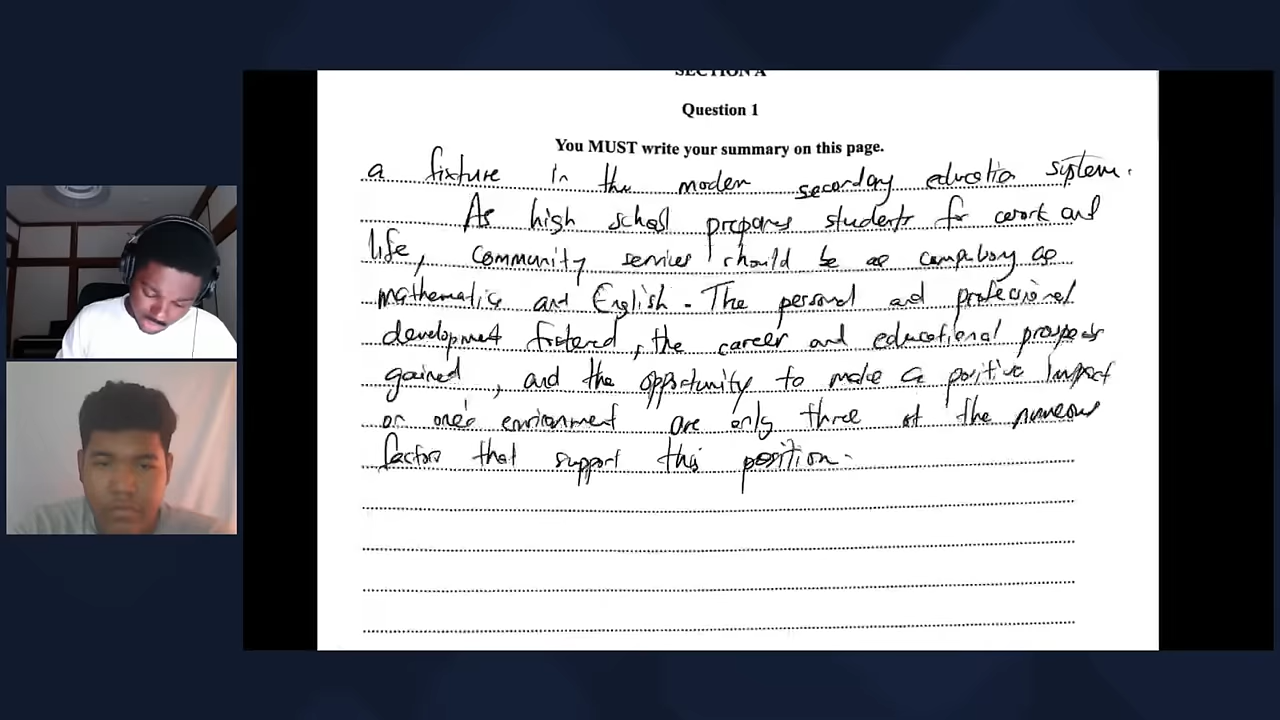 SECTION A
Question 1
You MUST write your summary on this page.
a fixture in the modern secondary education system.
As high school prepares students for work and
life, community services should be as compulsory as
mathematics and English. The personal and professional
development fostered, the career and educational prospects
gained, and the opportunity to make a positive impact
on one's environment are only three of the numerous
factors that support this position.